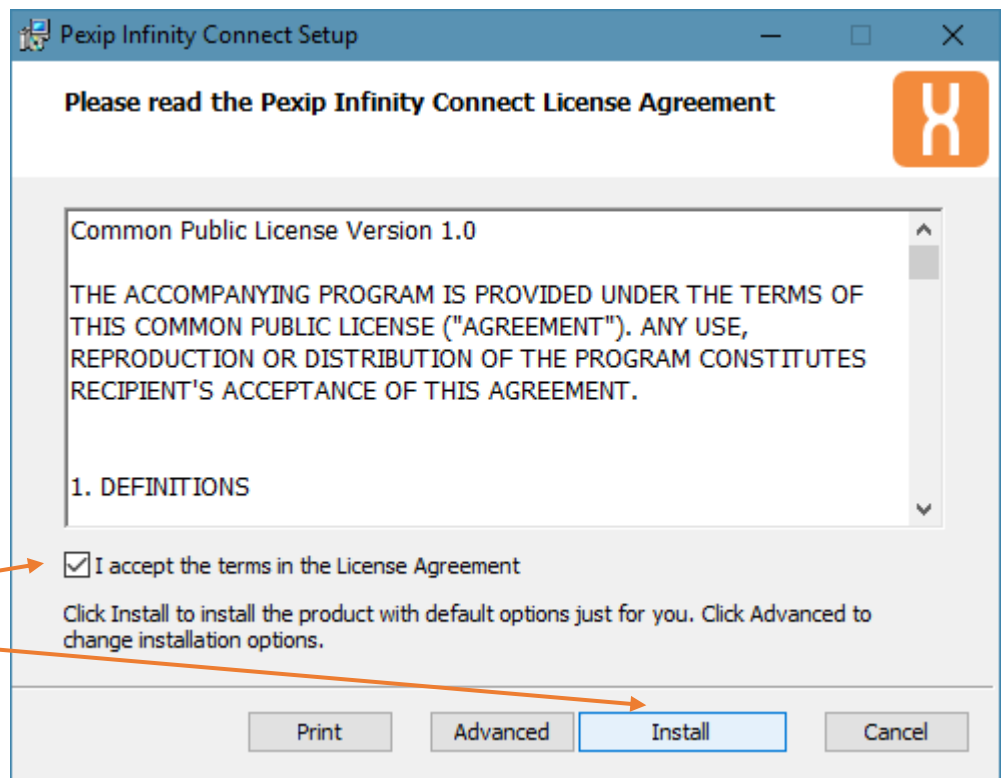 Pexip Infinity Connect Setup
Please read the Pexip Infinity Connect License Agreement
Common Public License Version 1.0
THE ACCOMPANYING PROGRAM IS PROVIDED UNDER THE TERMS OF
THIS COMMON PUBLIC LICENSE ("AGREEMENT"). ANY USE,
REPRODUCTION OR DISTRIBUTION OF THE PROGRAM CONSTITUTES
RECIPIENT'S ACCEPTANCE OF THIS AGREEMENT.
1. DEFINITIONS
I accept the terms in the License Agreement
Click Install to install the product with default options just for you. Click Advanced to
change installation options.
Print Advanced Install Cancel